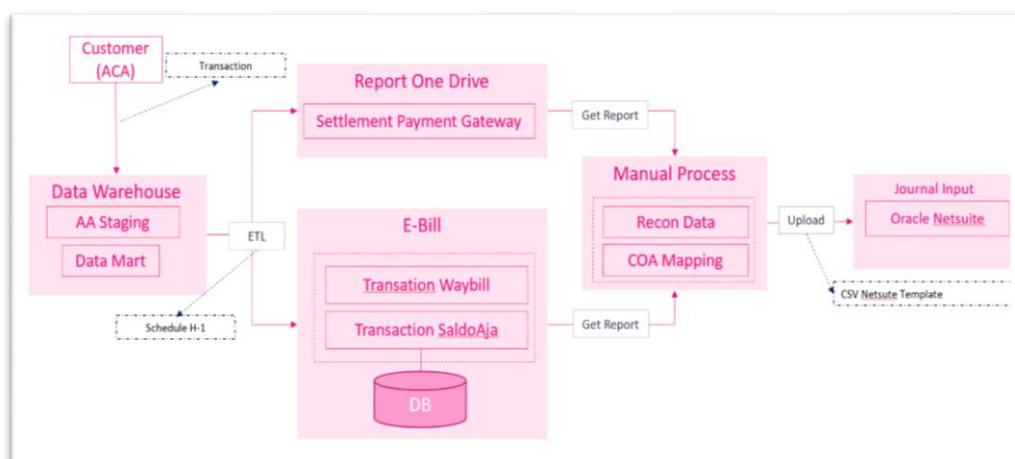 Customer
(ACA)
Transaction
Report One Drive
Settlement Payment Gateway
Get Report
Data Warehouse
AA Staging
Data Mart
ETL
Schedule H-1
E-Bill
Transation Waybill
Transaction SaldoAja
DB
Get Report
Manual Process
Recon Data
COA Mapping
Upload
Journal Input
Oracle Netsuite
CSV Netsute Template